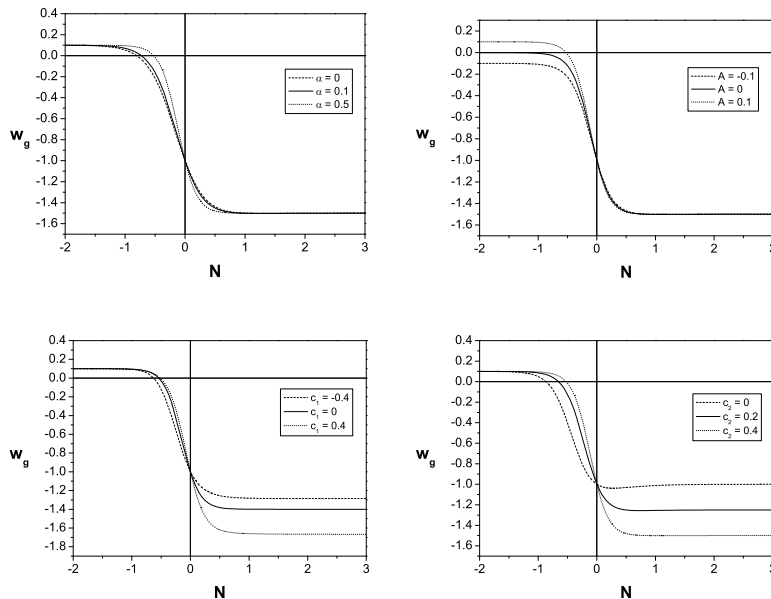 0.4
0.2
0.0
-0.2
-0.4
-0.6
-0.8
-1.0
-1.2
-1.4
-1.6
w_g
α = 0
α = 0.1
α = 0.5
-2 -1 0 1 2 3
N
0.4
0.2
0.0
-0.2
-0.4
-0.6
-0.8
-1.0
-1.2
-1.4
-1.6
w_g
A = -0.1
A = 0
A = 0.1
-2 -1 0 1 2 3
N
0.4
0.2
0.0
-0.2
-0.4
-0.6
-0.8
-1.0
-1.2
-1.4
-1.6
-1.8
w_g
c_1 = -0.4
c_1 = 0
c_1 = 0.4
-2 -1 0 1 2 3
N
0.4
0.2
0.0
-0.2
-0.4
-0.6
-0.8
-1.0
-1.2
-1.4
-1.6
w_g
c_2 = 0
c_2 = 0.2
c_2 = 0.4
-2 -1 0 1 2 3
N